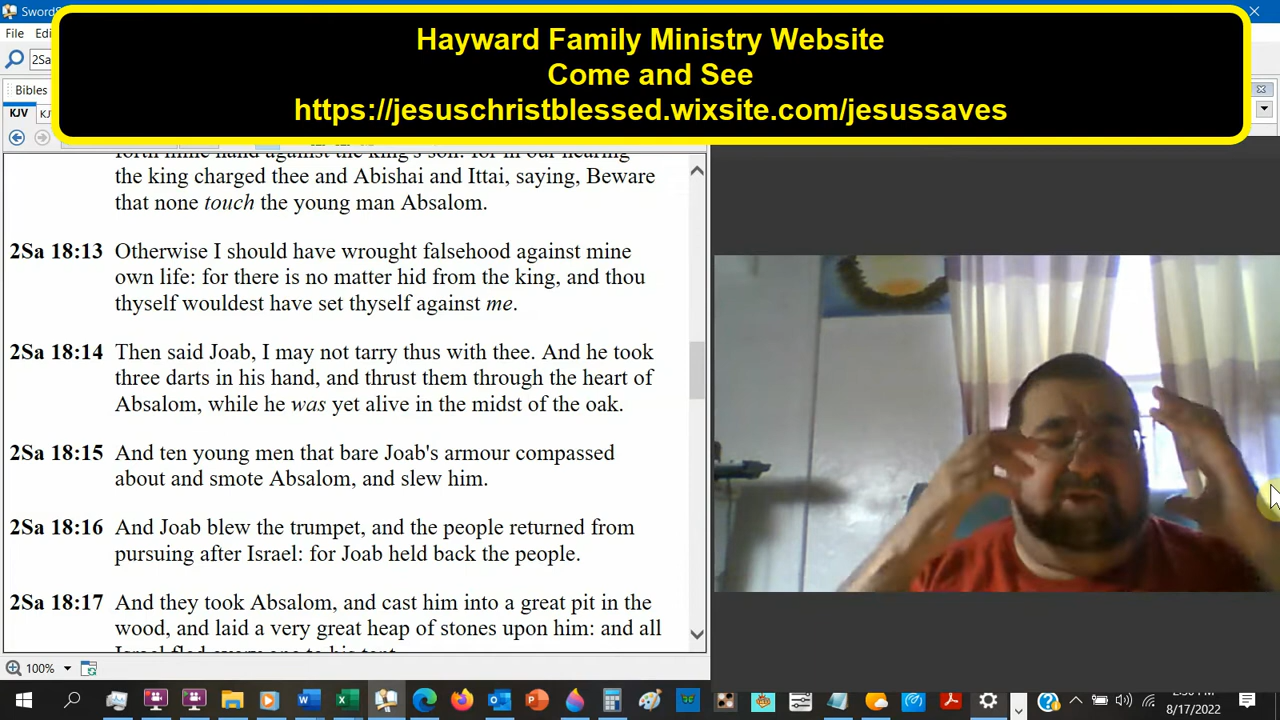 Hayward Family Ministry Website
Come and See
https://jesuschristblessed.wixsite.com/jesussaves
File
Bibles
KJV
the king charged thee and Abishai and Ittai, saying, Beware
that none touch the young man Absalom.
2Sa 18:13 Otherwise I should have wrought falsehood against mine
own life: for there is no matter hid from the king, and thou
thyself wouldest have set thyself against me.
2Sa 18:14 Then said Joab, I may not tarry thus with thee. And he took
three darts in his hand, and thrust them through the heart of
Absalom, while he was yet alive in the midst of the oak.
2Sa 18:15 And ten young men that bare Joab's armour compassed
about and smote Absalom, and slew him.
2Sa 18:16 And Joab blew the trumpet, and the people returned from
pursuing after Israel: for Joab held back the people.
2Sa 18:17 And they took Absalom, and cast him into a great pit in the
wood, and laid a very great heap of stones upon him: and all
100%
8/17/2022